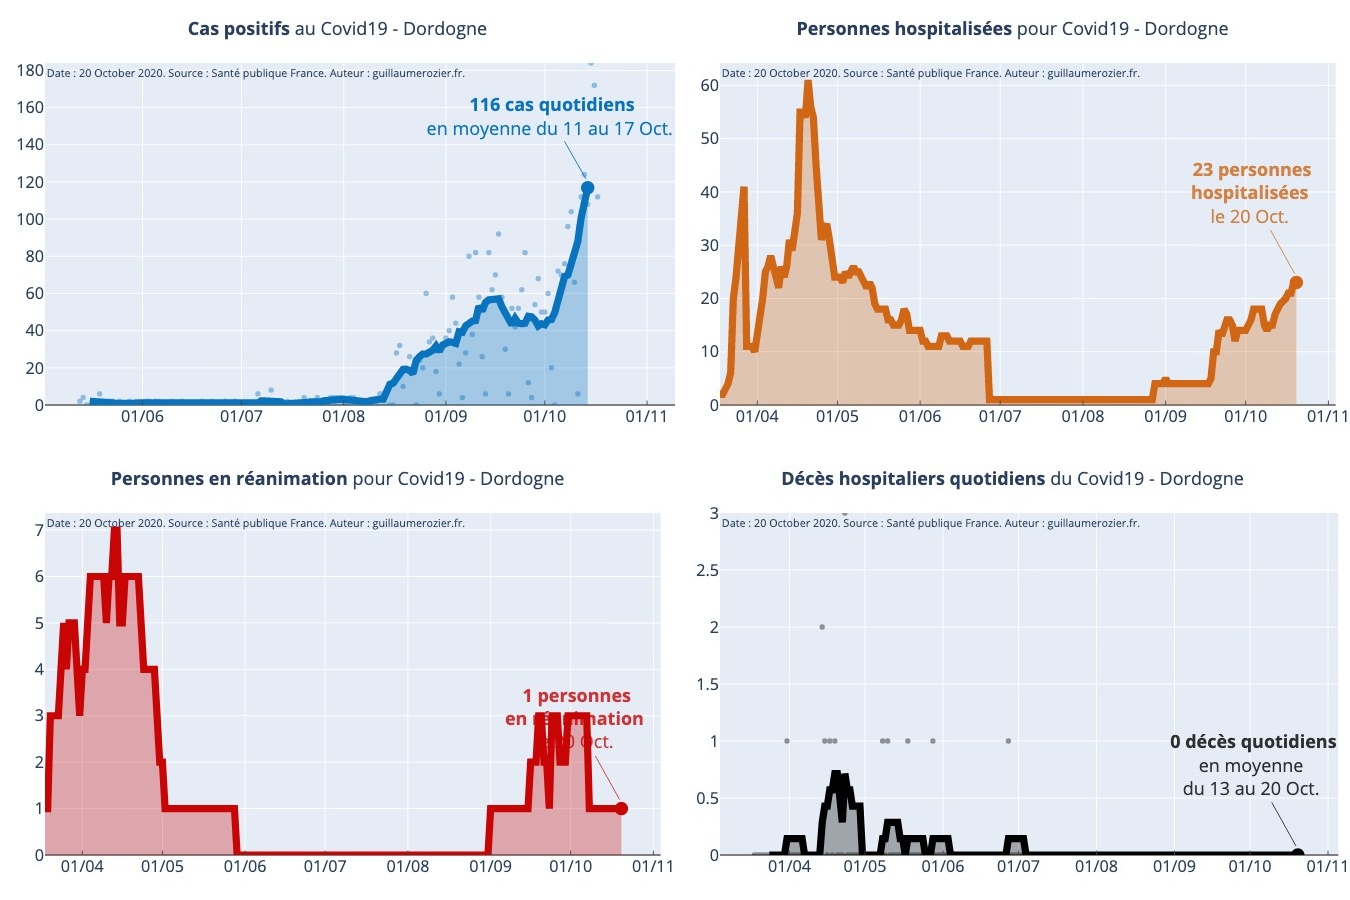 Cas positifs au Covid19 - Dordogne
Date : 20 October 2020. Source : Santé publique France. Auteur : guillaumerozier.fr.
116 cas quotidiens
en moyenne du 11 au 17 Oct.
180
160
140
120
100
80
60
40
20
0
01/06 01/07 01/08 01/09 01/10 01/11
Personnes hospitalisées pour Covid19 - Dordogne
Date : 20 October 2020. Source : Santé publique France. Auteur : guillaumerozier.fr.
23 personnes
hospitalisées
le 20 Oct.
60
50
40
30
20
10
0
01/04 01/05 01/06 01/07 01/08 01/09 01/10 01/11
Personnes en réanimation pour Covid19 - Dordogne
Date : 20 October 2020. Source : Santé publique France. Auteur : guillaumerozier.fr.
1 personnes
en réanimation
le 20 Oct.
7
6
5
4
3
2
1
0
01/04 01/05 01/06 01/07 01/08 01/09 01/10 01/11
Décès hospitaliers quotidiens du Covid19 - Dordogne
Date : 20 October 2020. Source : Santé publique France. Auteur : guillaumerozier.fr.
0 décès quotidiens
en moyenne
du 13 au 20 Oct.
3
2.5
2
1.5
1
0.5
0
01/04 01/05 01/06 01/07 01/08 01/09 01/10 01/11